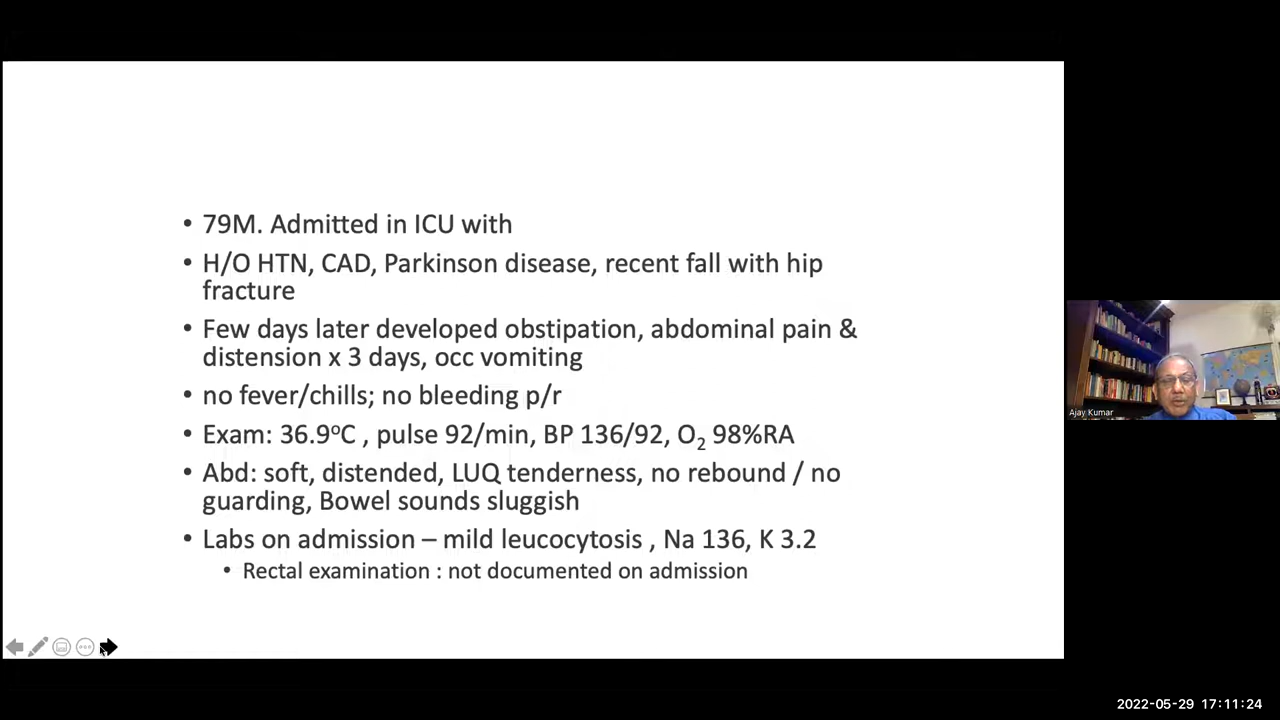 • 79M. Admitted in ICU with
• H/O HTN, CAD, Parkinson disease, recent fall with hip
fracture
• Few days later developed obstipation, abdominal pain &
distension x 3 days, occ vomiting
• no fever/chills; no bleeding p/r
• Exam: 36.9°C , pulse 92/min, BP 136/92, O2 98%RA
• Abd: soft, distended, LUQ tenderness, no rebound / no
guarding, Bowel sounds sluggish
• Labs on admission – mild leucocytosis , Na 136, K 3.2
• Rectal examination : not documented on admission
Ajay Kumar
2022-05-29 17:11:24